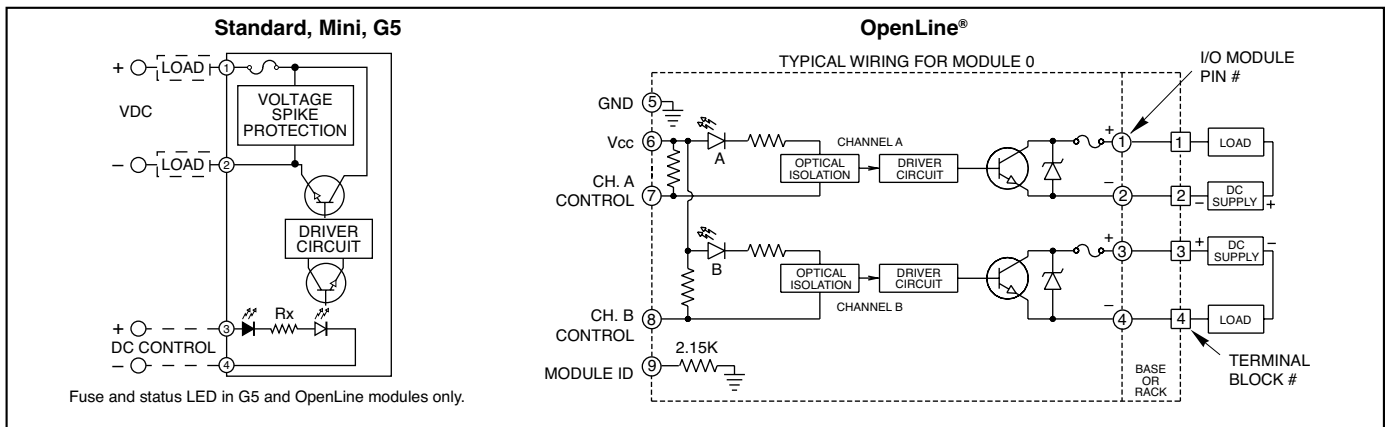 Standard, Mini, G5
+
LOAD
1
VDC
VOLTAGE
SPIKE
PROTECTION
–
LOAD
2
DRIVER
CIRCUIT
+
3
Rx
DC CONTROL
–
4
Fuse and status LED in G5 and OpenLine modules only.
OpenLine®
TYPICAL WIRING FOR MODULE 0
I/O MODULE
PIN #
GND
5
Vcc
6
A
CHANNEL A
OPTICAL
ISOLATION
DRIVER
CIRCUIT
+
1
1
LOAD
CH. A
CONTROL
7
–
2
2
–
DC
SUPPLY
+
B
OPTICAL
ISOLATION
DRIVER
CIRCUIT
CHANNEL B
+
3
3
+
DC
SUPPLY
–
CH. B
CONTROL
8
–
4
4
LOAD
MODULE ID
9
2.15K
BASE
OR
RACK
TERMINAL
BLOCK #